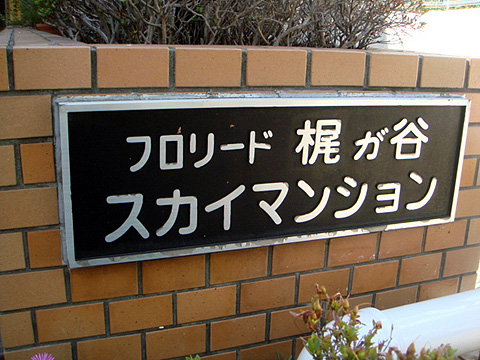 フロリード 梶が谷
スカイマンション